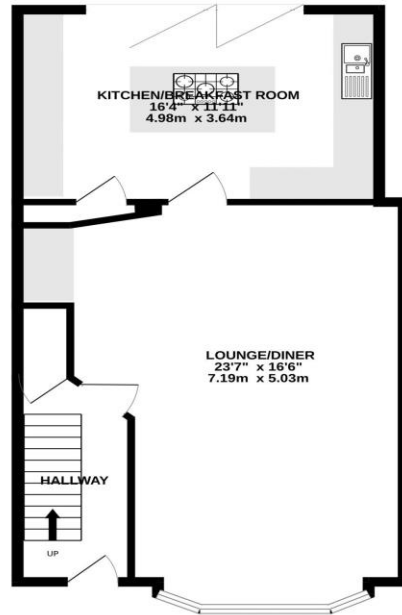 KITCHEN/BREAKFAST ROOM
16'4" x 11'11"
4.98m x 3.64m
LOUNGE/DINER
23'7" x 16'6"
7.19m x 5.03m
HALLWAY
UP